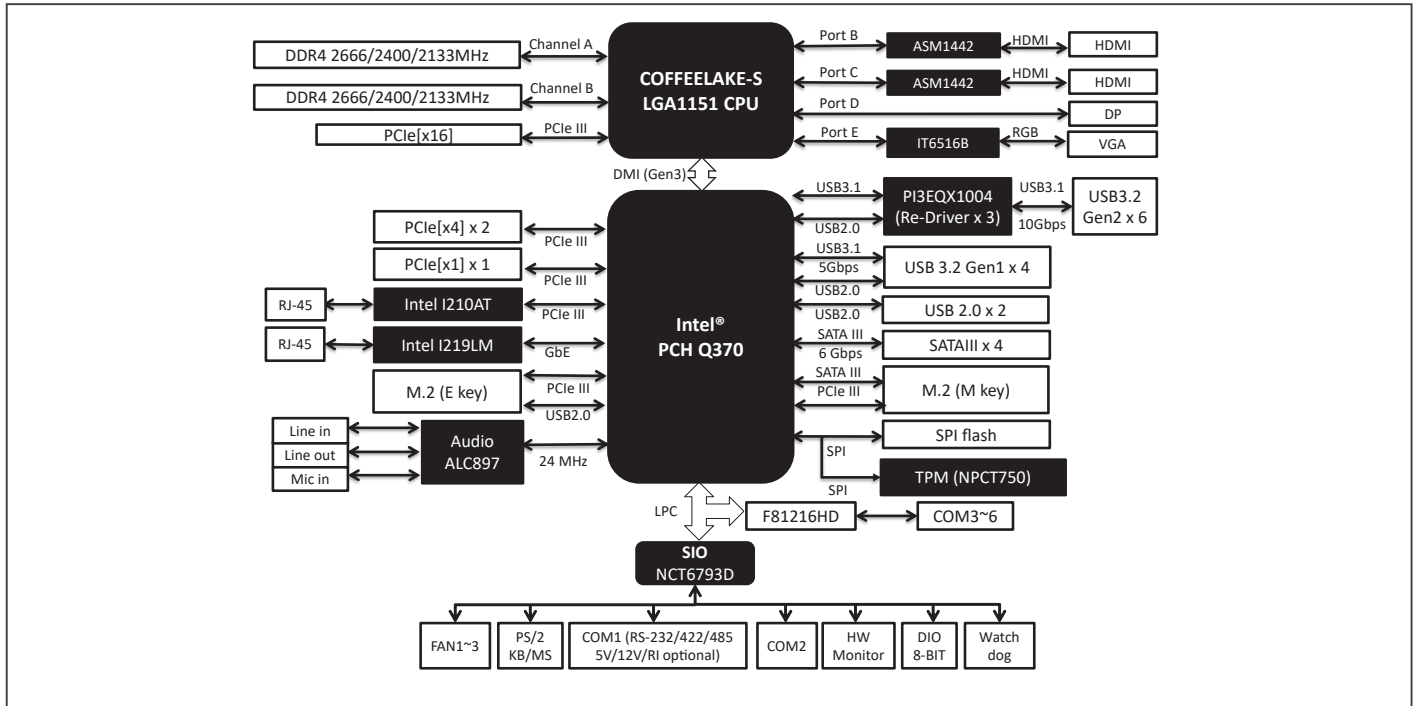 DDR4 2666/2400/2133MHz
Channel A
DDR4 2666/2400/2133MHz
Channel B
PCIe[x16]
PCIe III
COFFEELAKE-S
LGA1151 CPU
Port B
ASM1442
HDMI
HDMI
Port C
ASM1442
HDMI
HDMI
Port D
DP
Port E
IT6516B
RGB
VGA
DMI (Gen3)
PCIe[x4] x 2
PCIe III
PCIe[x1] x 1
PCIe III
RJ-45
Intel I210AT
PCIe III
RJ-45
Intel I219LM
GbE
M.2 (E key)
PCIe III
USB2.0
Line in
Line out
Mic in
Audio
ALC897
24 MHz
Intel®
PCH Q370
USB3.1
USB2.0
PI3EQX1004
(Re-Driver x 3)
USB3.1
10Gbps
USB3.2
Gen2 x 6
USB3.1
5Gbps
USB2.0
USB 3.2 Gen1 x 4
USB2.0
USB 2.0 x 2
SATA III
6 Gbps
SATAIII x 4
SATA III
PCIe III
M.2 (M key)
SPI
SPI flash
SPI
TPM (NPCT750)
LPC
F81216HD
COM3~6
SIO
NCT6793D
FAN1~3
PS/2
KB/MS
COM1 (RS-232/422/485
5V/12V/RI optional)
COM2
HW
Monitor
DIO
8-BIT
Watch
dog